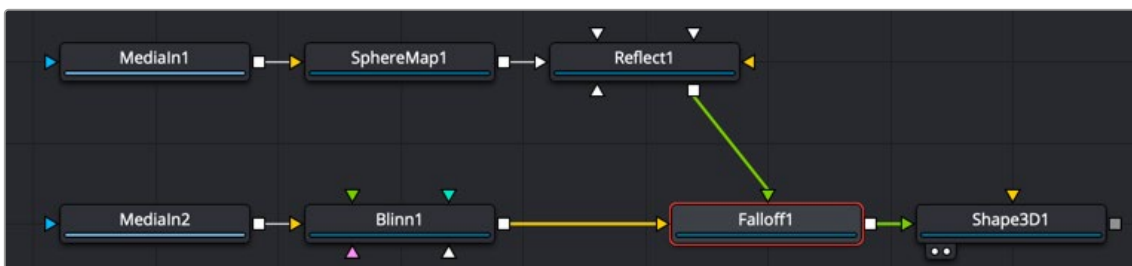 MediaIn1
SphereMap1
Reflect1
MediaIn2
Blinn1
Falloff1
Shape3D1